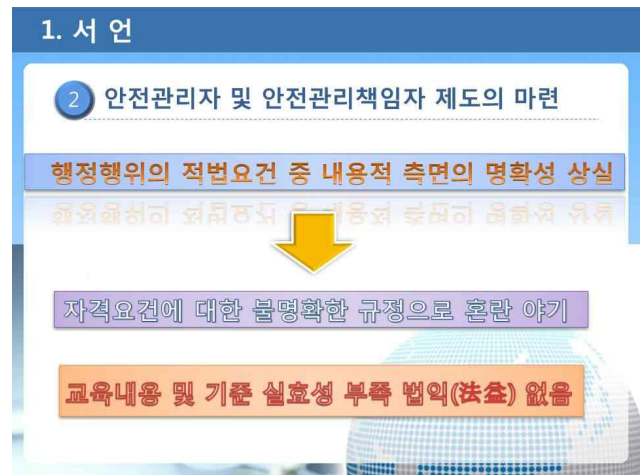 1. 서 언
2 안전관리자 및 안전관리책임자 제도의 마련
행정행위의 적법요건 중 내용적 측면의 명확성 상실
자격요건에 대한 불명확한 규정으로 혼란 야기
교육내용 및 기준 실효성 부족 법익(法益) 없음